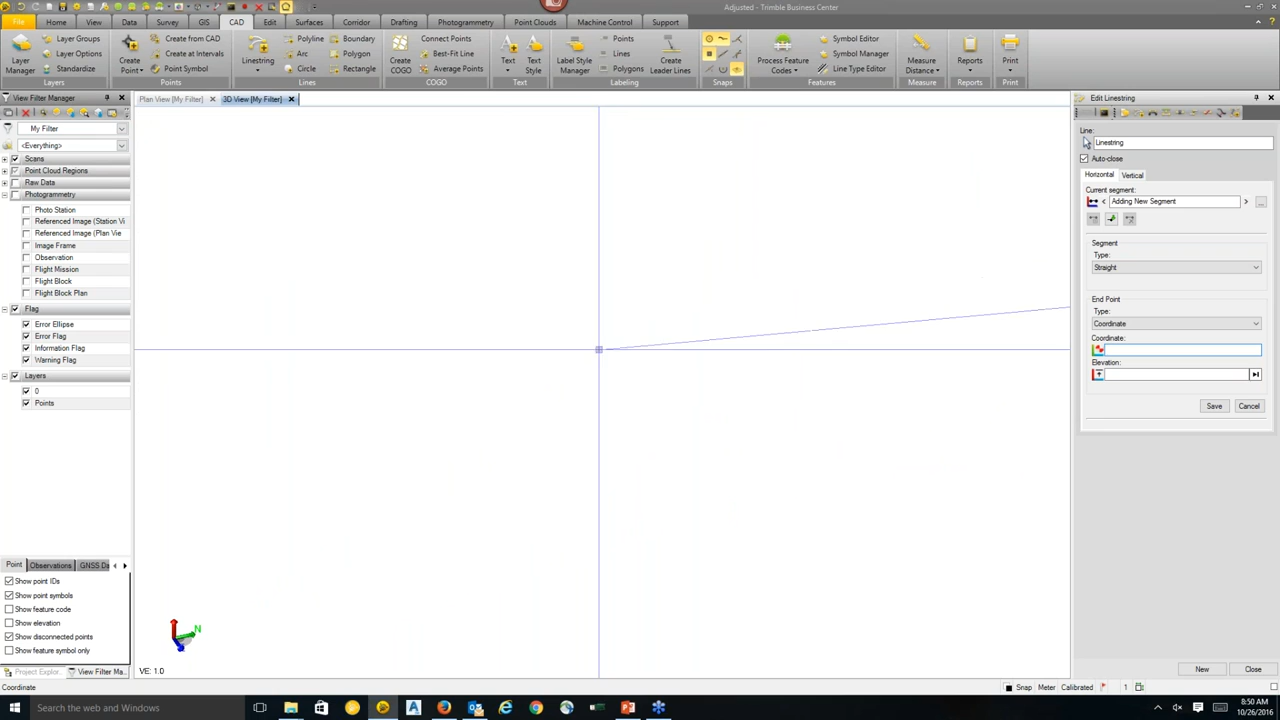 Adjusted - Trimble Business Center
File Home View Data Survey GIS CAD Edit Surfaces Corridor Drafting Photogrammetry Point Clouds Machine Control Support
Layer Manager
Layer Groups
Layer Options
Standardize
Layers
Create Point
Create from CAD
Create at Intervals
Point Symbol
Points
Linestring
Polyline
Arc
Circle
Boundary
Polygon
Rectangle
Lines
Create COGO
Connect Points
Best-Fit Line
Average Points
COGO
Text
Text Style
Text
Label Style Manager
Points
Lines
Polygons
Create Leader Lines
Labeling
Snaps
Process Feature Codes
Symbol Editor
Symbol Manager
Line Type Editor
Features
Measure Distance
Measure
Reports
Reports
Print
Print
View Filter Manager
My Filter
<Everything>
Scans
Point Cloud Regions
Raw Data
Photogrammetry
Photo Station
Referenced Image (Station Vi
Referenced Image (Plan Vie
Image Frame
Observation
Flight Mission
Flight Block
Flight Block Plan
Flag
Error Ellipse
Error Flag
Information Flag
Warning Flag
Layers
0
Points
Point Observations GNSS Da
Show point IDs
Show point symbols
Show feature code
Show elevation
Show disconnected points
Show feature symbol only
Project Explor... View Filter Ma...
Coordinate
Plan View [My Filter]
3D View [My Filter]
N
VE: 1.0
Edit Linestring
Line:
Linestring
Auto-close
Horizontal Vertical
Current segment:
Adding New Segment
...
Segment
Type:
Straight
End Point
Type:
Coordinate
Coordinate:
Elevation:
Save Cancel
New Close
Snap Meter Calibrated 1
Search the web and Windows
8:50 AM
10/26/2016